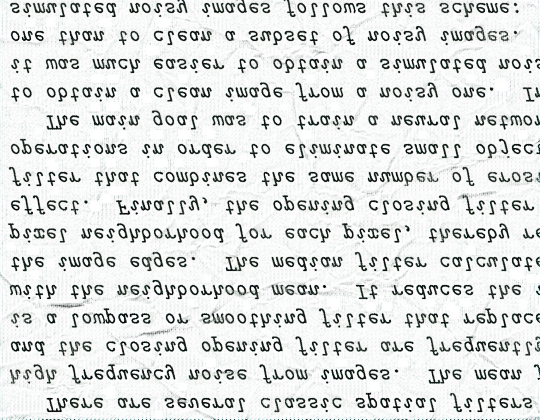 There are several classic spatial filters
high frequency noise from images. The mean
and the closing opening filter are frequently
is a lowpass or smoothing filter that replace
with the neighborhood mean. It reduces the
the image edges. The median filter calculate
pixel neighborhood for each pixel, thereby re
effect. Finally, the opening closing filter
filter that combines the same number of erosi
operations in order to eliminate small object
The main goal was to train a neural networ
to obtain a clean image from a noisy one. In
it was much easier to obtain a simulated nois
one than to clean a subset of noisy images.
simulated noisy images follows this scheme: